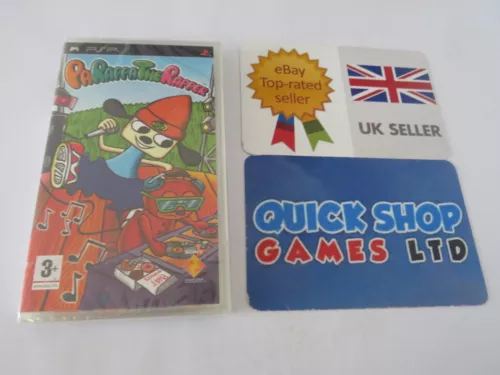 PSP
PARAPPA THE RAPPER
3+
eBay
Top-rated
seller
UK SELLER
QUICK SHOP
GAMES LTD